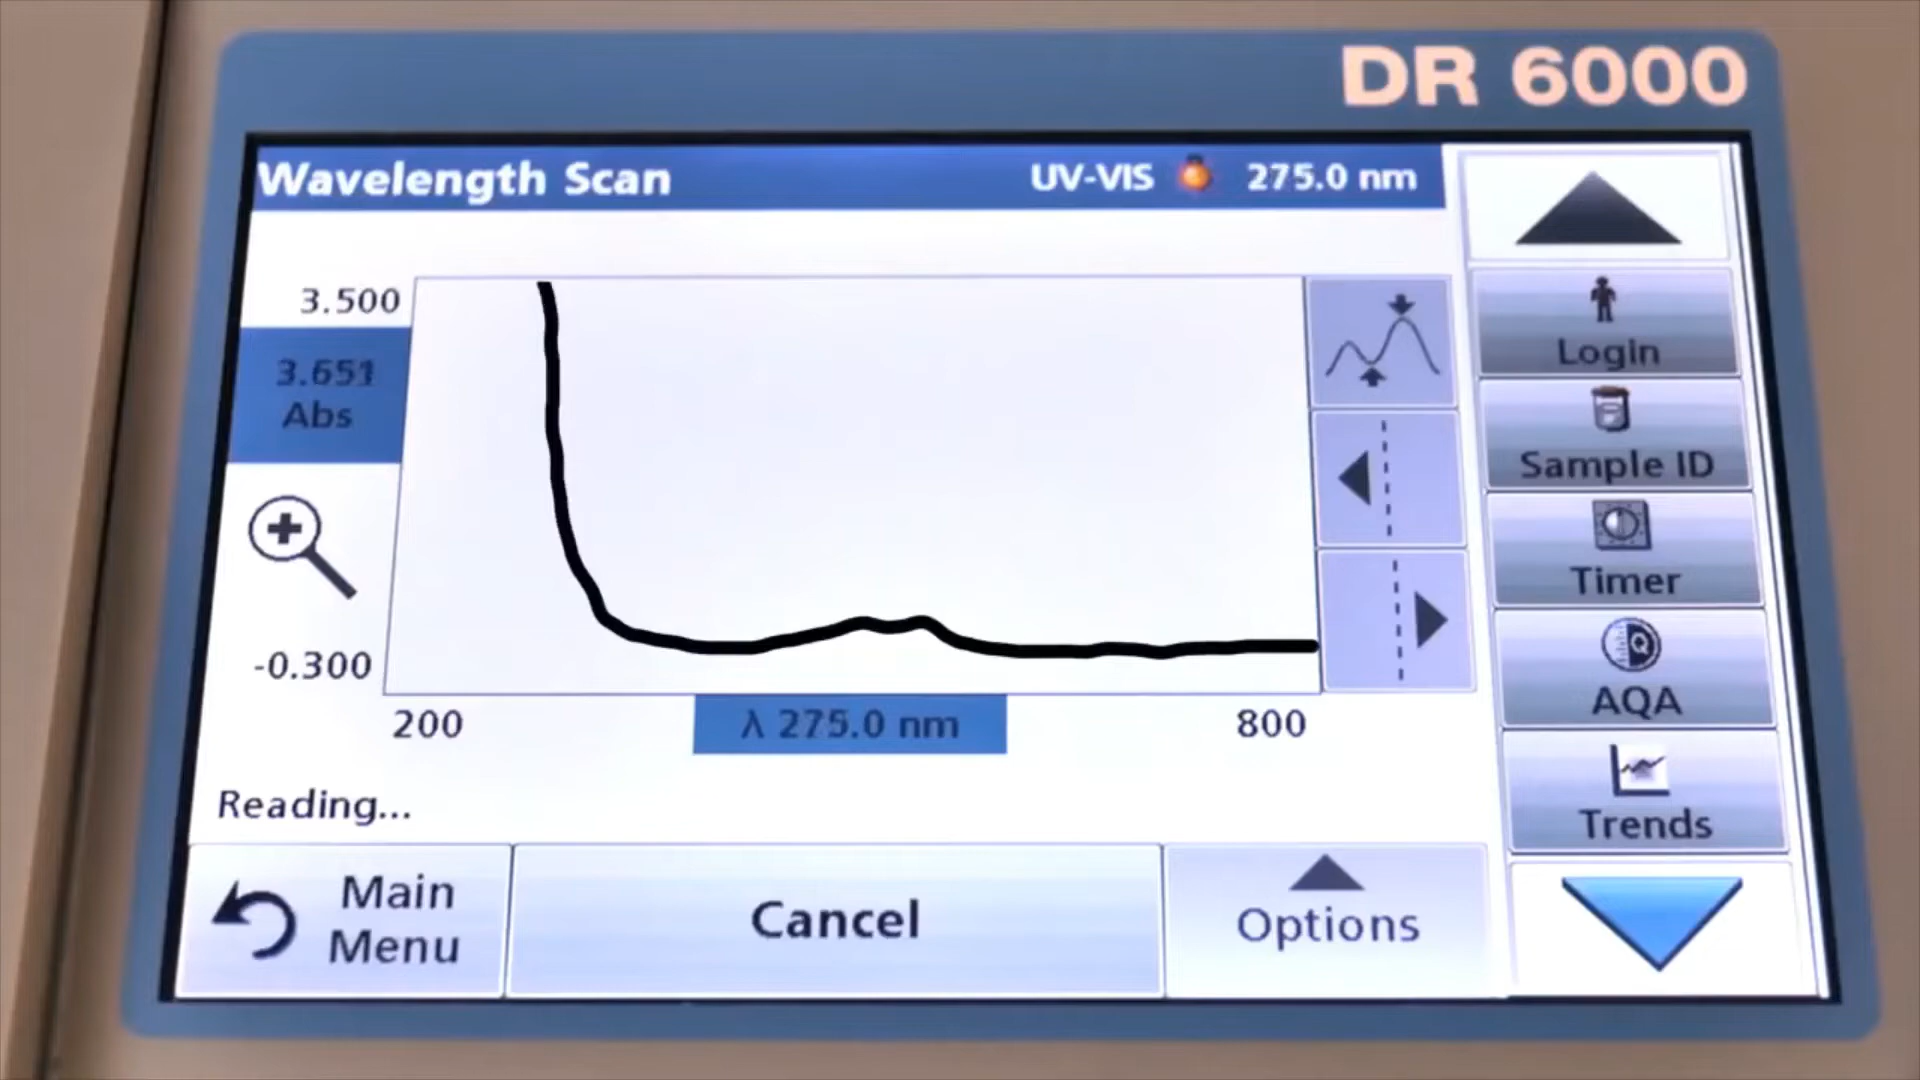 DR 6000
Wavelength Scan
UV-VIS 275.0 nm
3.500
3.651
Abs
-0.300
200
λ 275.0 nm
800
Reading...
Main
Menu
Cancel
Options
Login
Sample ID
Timer
AQA
Trends